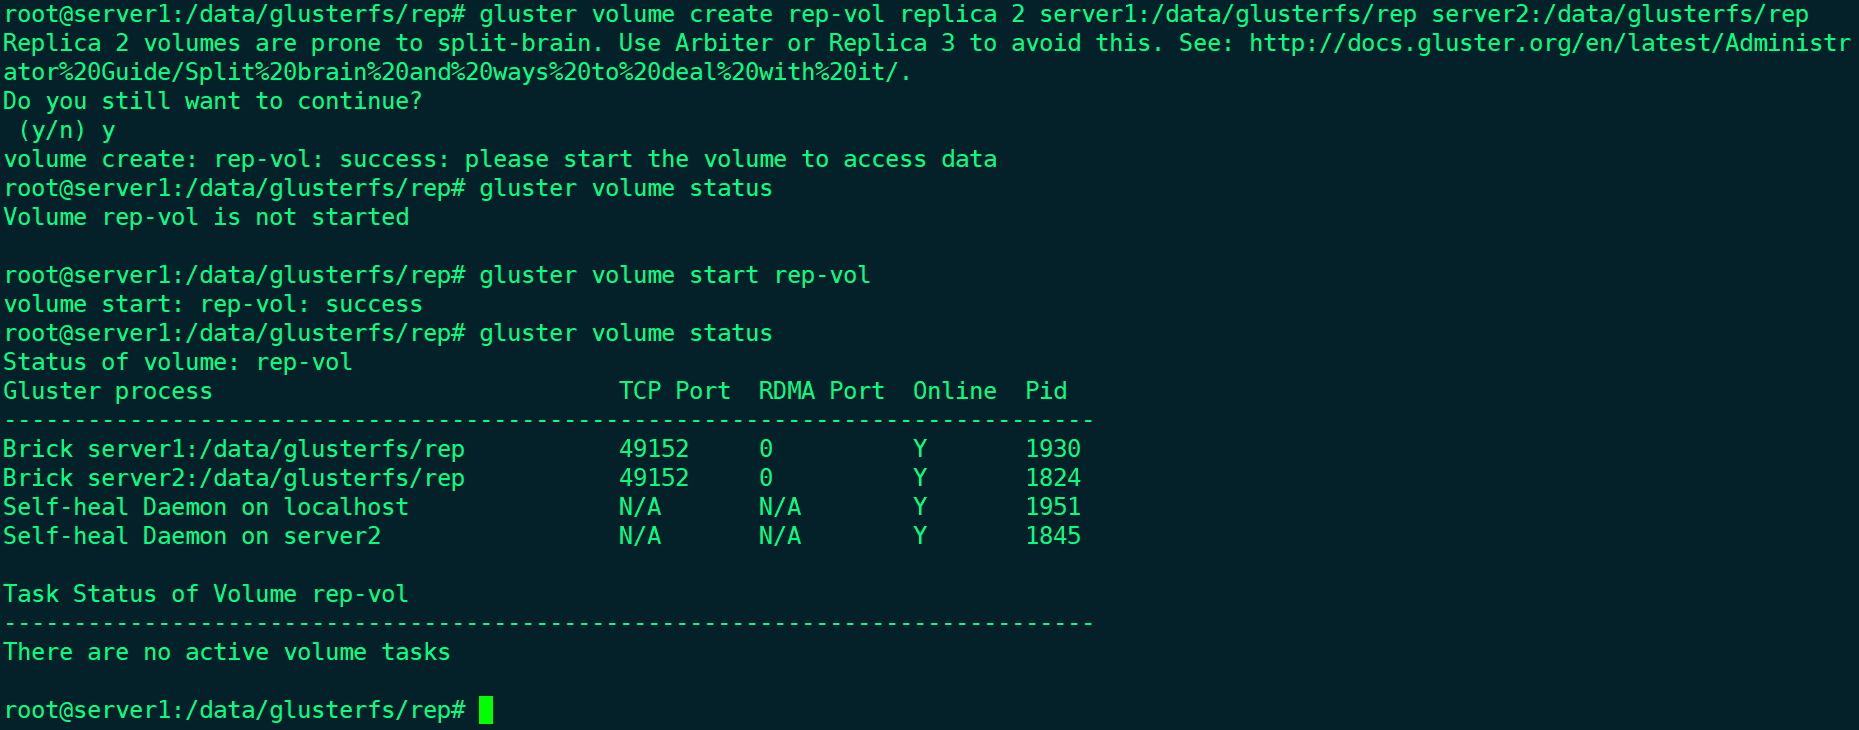 root@server1:/data/glusterfs/rep# gluster volume create rep-vol replica 2 server1:/data/glusterfs/rep server2:/data/glusterfs/rep
Replica 2 volumes are prone to split-brain. Use Arbiter or Replica 3 to avoid this. See: http://docs.gluster.org/en/latest/Administr
ator%20Guide/Split%20brain%20and%20ways%20to%20deal%20with%20it/.
Do you still want to continue?
 (y/n) y
volume create: rep-vol: success: please start the volume to access data
root@server1:/data/glusterfs/rep# gluster volume status
Volume rep-vol is not started

root@server1:/data/glusterfs/rep# gluster volume start rep-vol
volume start: rep-vol: success
root@server1:/data/glusterfs/rep# gluster volume status
Status of volume: rep-vol
Gluster process                             TCP Port  RDMA Port  Online  Pid
------------------------------------------------------------------------------
Brick server1:/data/glusterfs/rep           49152     0          Y       1930
Brick server2:/data/glusterfs/rep           49152     0          Y       1824
Self-heal Daemon on localhost               N/A       N/A        Y       1951
Self-heal Daemon on server2                 N/A       N/A        Y       1845

Task Status of Volume rep-vol
------------------------------------------------------------------------------
There are no active volume tasks

root@server1:/data/glusterfs/rep#